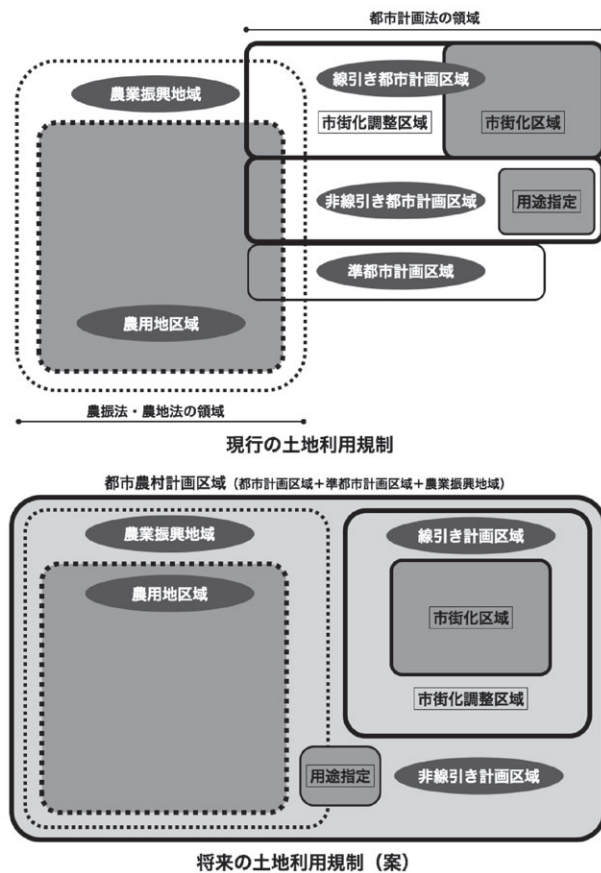 都市計画法の領域
農業振興地域
線引き都市計画区域
市街化調整区域
市街化区域
非線引き都市計画区域
用途指定
準都市計画区域
農用地区域
農振法・農地法の領域
現行の土地利用規制
都市農村計画区域（都市計画区域＋準都市計画区域＋農業振興地域）
農業振興地域
線引き計画区域
農用地区域
市街化区域
市街化調整区域
用途指定
非線引き計画区域
将来の土地利用規制（案）